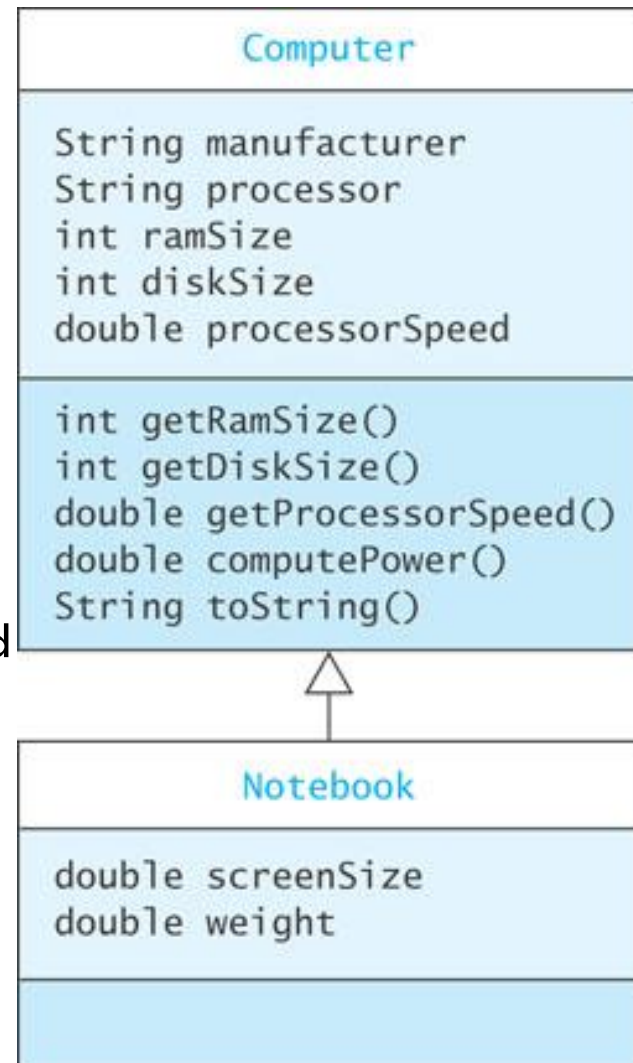 Computer
String manufacturer
String processor
int ramSize
int diskSize
double processorSpeed
int getRamSize()
int getDiskSize()
double getProcessorSpeed()
double computePower()
String toString()
d
Notebook
double screenSize
double weight